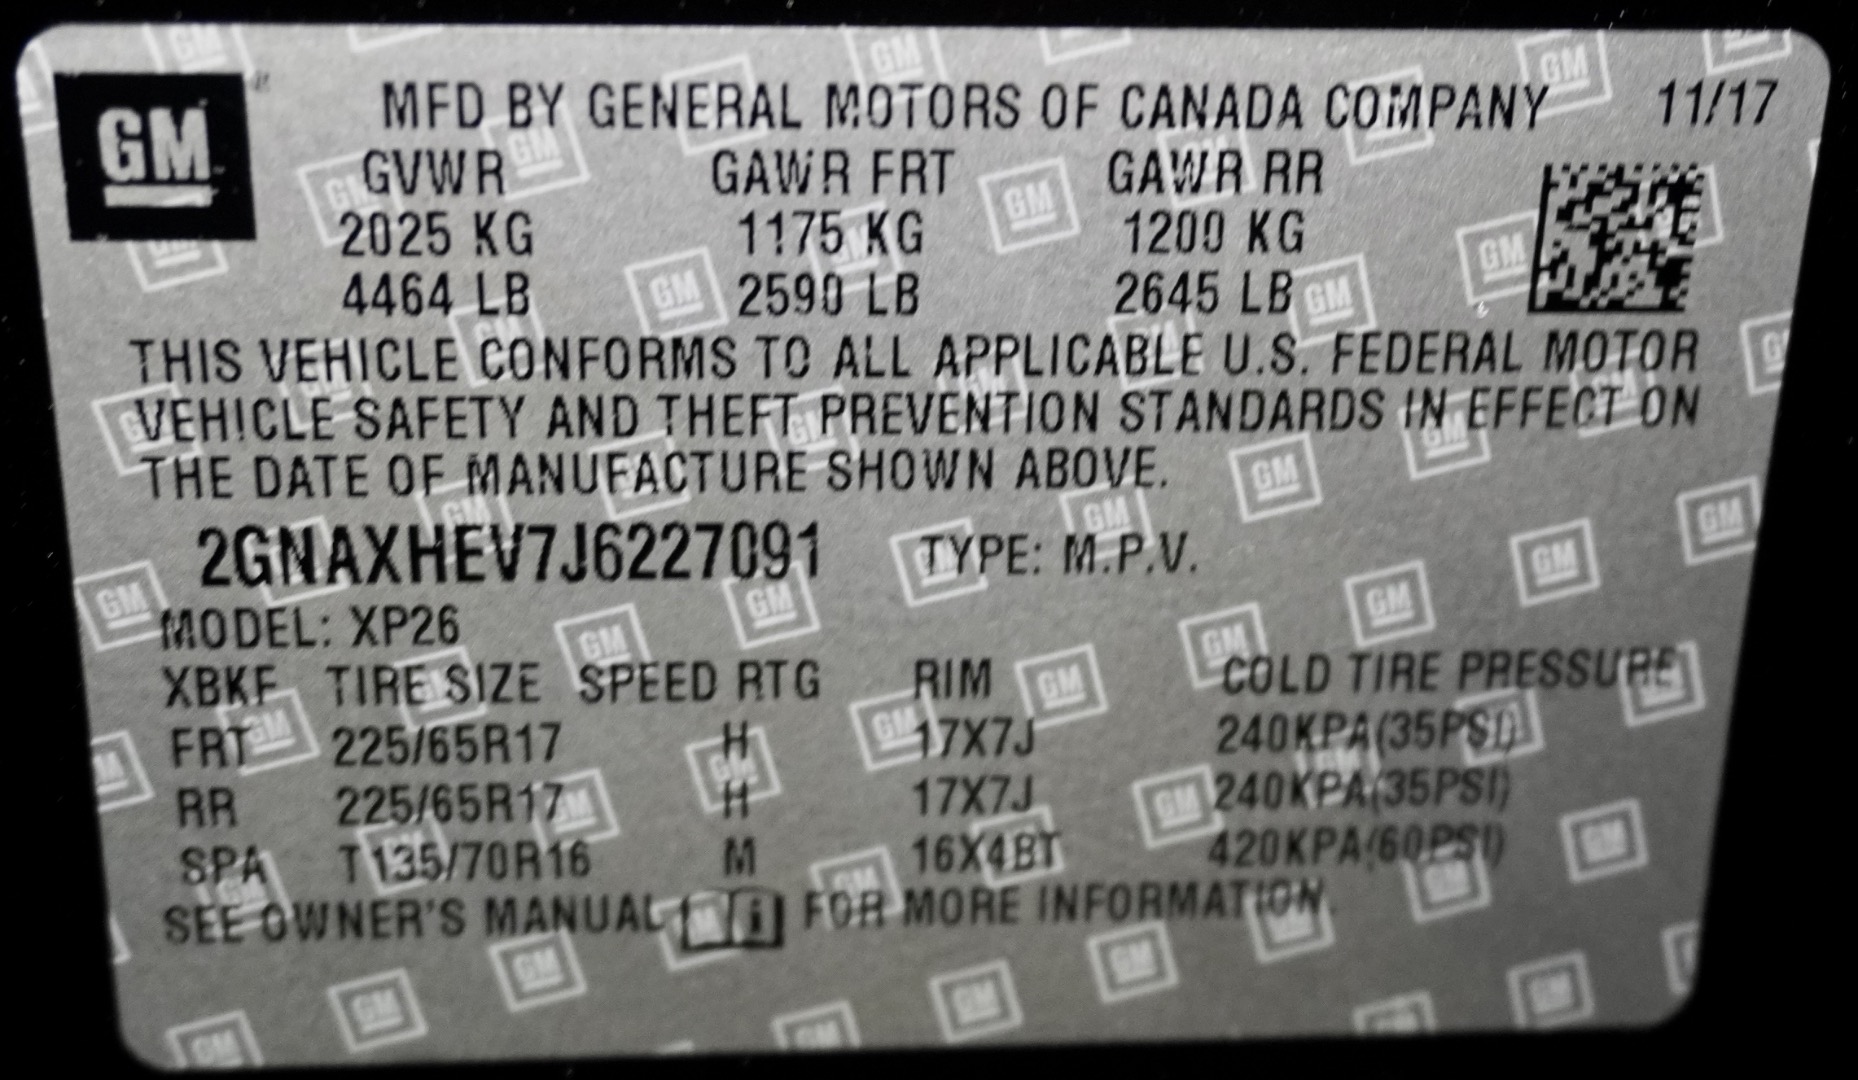 GM MFD BY GENERAL MOTORS OF CANADA COMPANY 11/17
GVWR GAWR FRT GAWR RR
2025 KG 1175 KG 1200 KG
4464 LB 2590 LB 2645 LB
THIS VEHICLE CONFORMS TO ALL APPLICABLE U.S. FEDERAL MOTOR
VEHICLE SAFETY AND THEFT PREVENTION STANDARDS IN EFFECT ON
THE DATE OF MANUFACTURE SHOWN ABOVE.
2GNAXHEV7J6227091 TYPE: M.P.V.
MODEL: XP26
XBKF TIRE SIZE SPEED RTG RIM COLD TIRE PRESSURE
FRT 225/65R17 H 17X7J 240KPA(35PSI)
RR 225/65R17 H 17X7J 240KPA(35PSI)
SPA T135/70R16 M 16X4BT 420KPA(60PSI)
SEE OWNER'S MANUAL i FOR MORE INFORMATION.